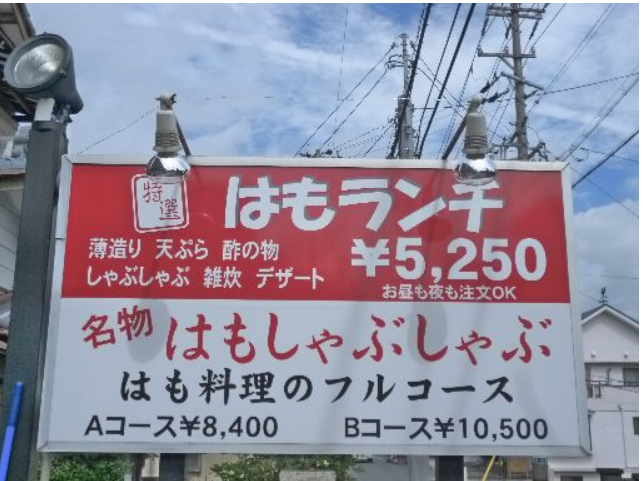 特選 はもランチ
薄造り 天ぷら 酢の物
しゃぶしゃぶ 雑炊 デザート
¥5,250
お昼も夜も注文OK
名物 はもしゃぶしゃぶ
はも料理のフルコース
Aコース¥8,400 Bコース¥10,500